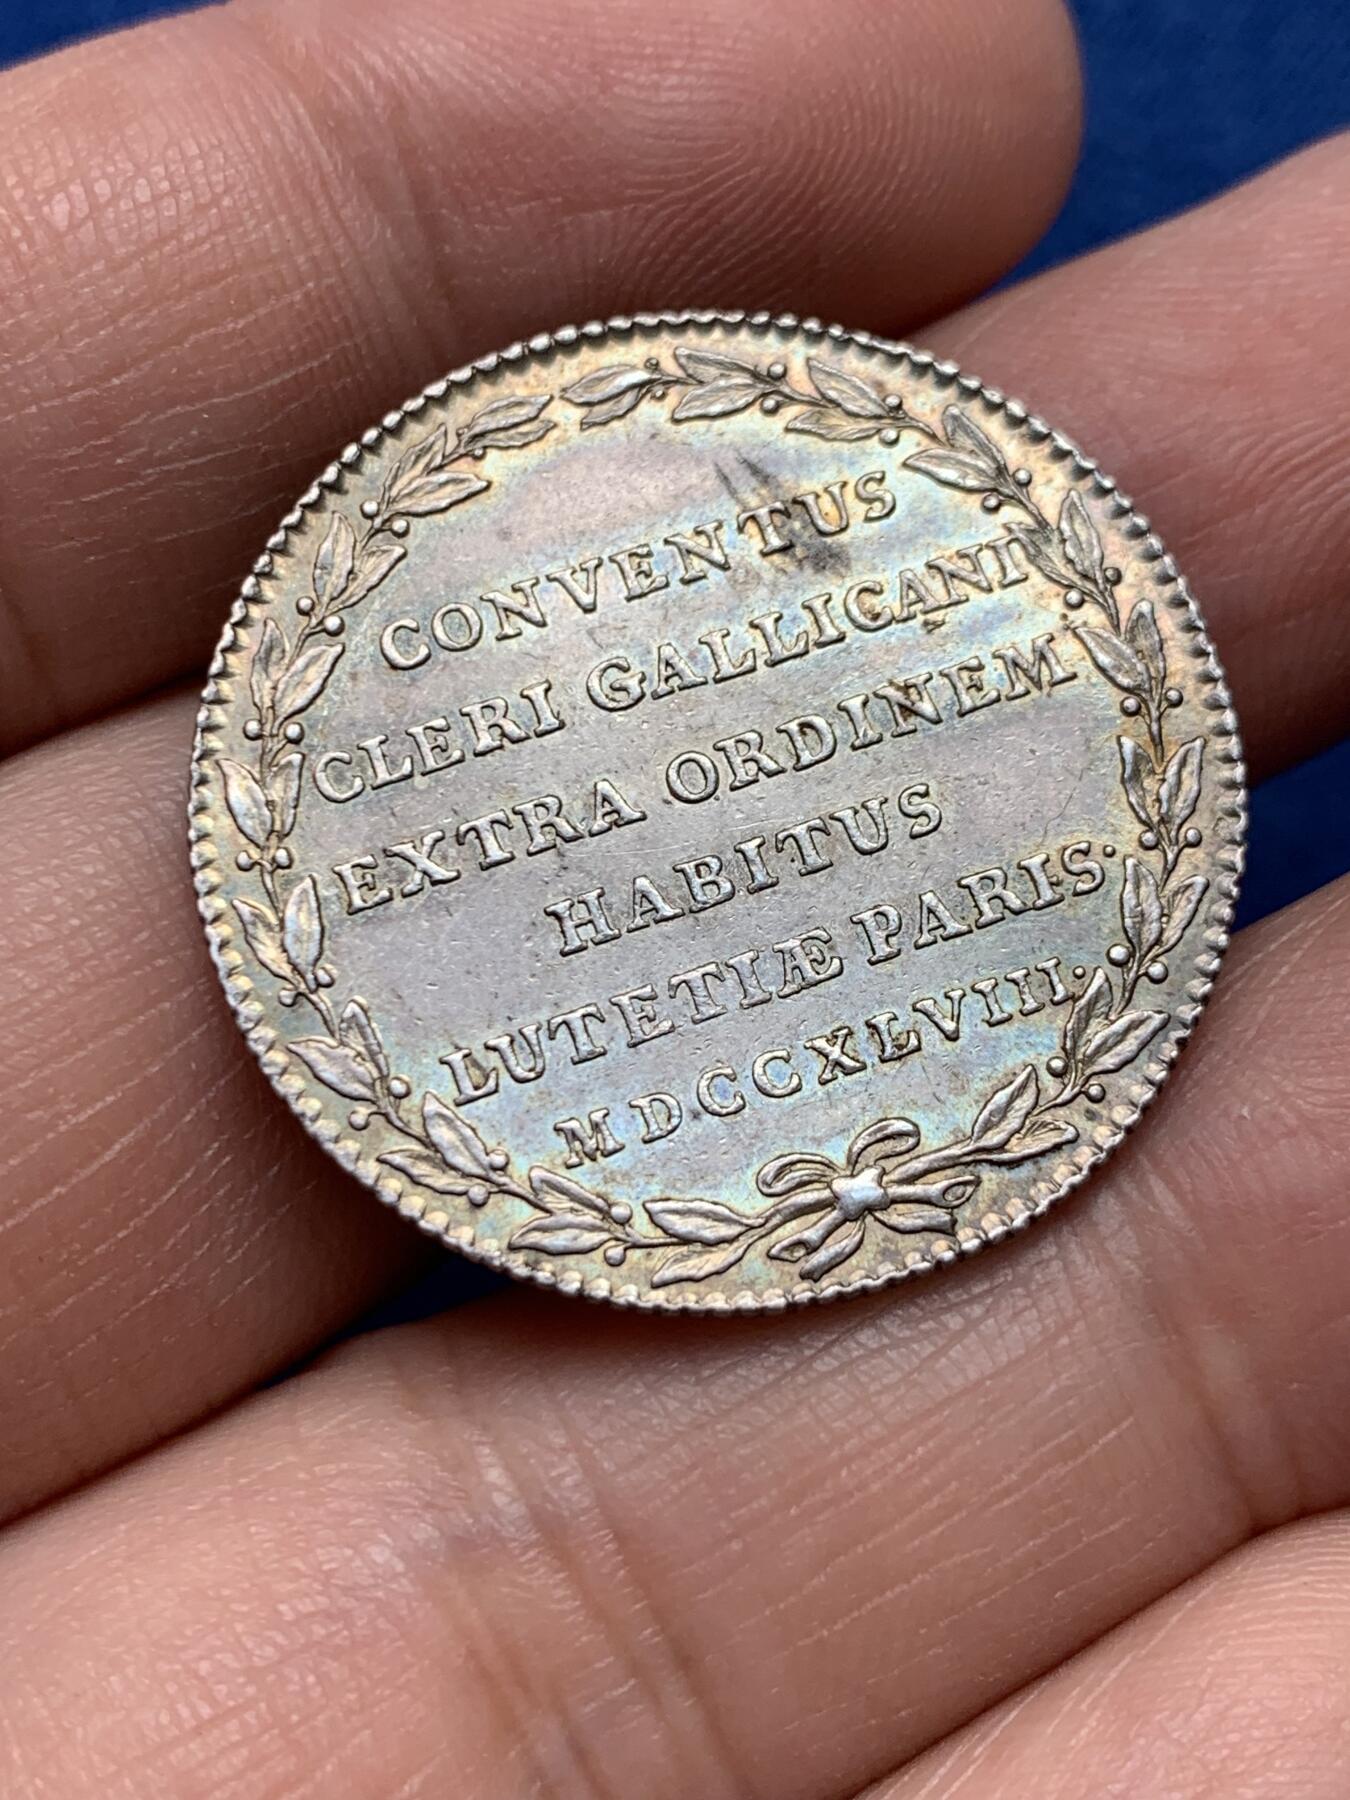 CONVENTUS
CLERI GALLICANI
EXTRA ORDINEM
HABITUS
LUTETIÆ PARIS·
MDCCXLVIII·